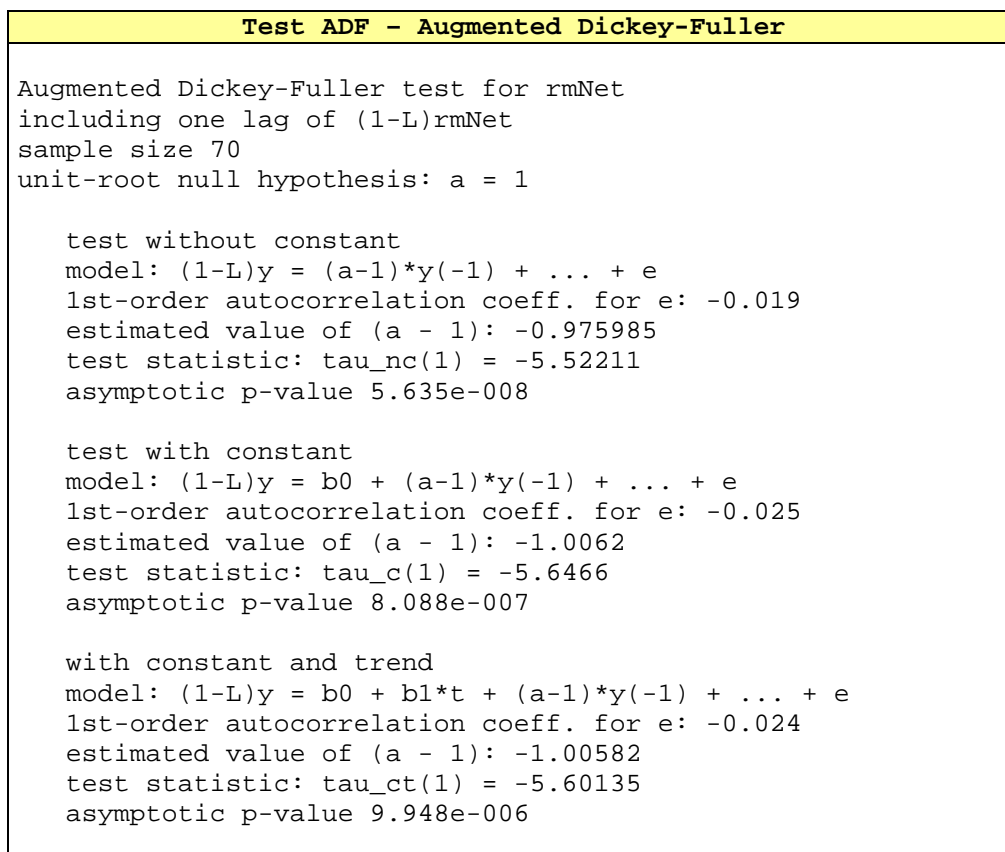 Test ADF – Augmented Dickey-Fuller
Augmented Dickey-Fuller test for rmNet
including one lag of (1-L)rmNet
sample size 70
unit-root null hypothesis: a = 1
test without constant
model: (1-L)y = (a-1)*y(-1) + ... + e
1st-order autocorrelation coeff. for e: -0.019
estimated value of (a - 1): -0.975985
test statistic: tau_nc(1) = -5.52211
asymptotic p-value 5.635e-008
test with constant
model: (1-L)y = b0 + (a-1)*y(-1) + ... + e
1st-order autocorrelation coeff. for e: -0.025
estimated value of (a - 1): -1.0062
test statistic: tau_c(1) = -5.6466
asymptotic p-value 8.088e-007
with constant and trend
model: (1-L)y = b0 + b1*t + (a-1)*y(-1) + ... + e
1st-order autocorrelation coeff. for e: -0.024
estimated value of (a - 1): -1.00582
test statistic: tau_ct(1) = -5.60135
asymptotic p-value 9.948e-006